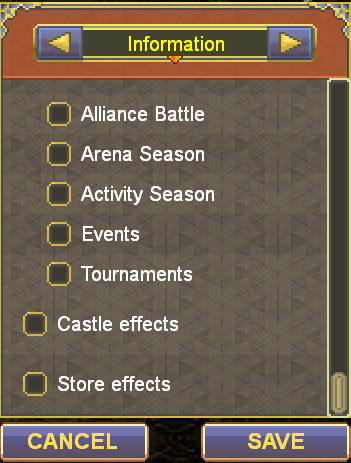 Information
Alliance Battle
Arena Season
Activity Season
Events
Tournaments
Castle effects
Store effects
CANCEL
SAVE